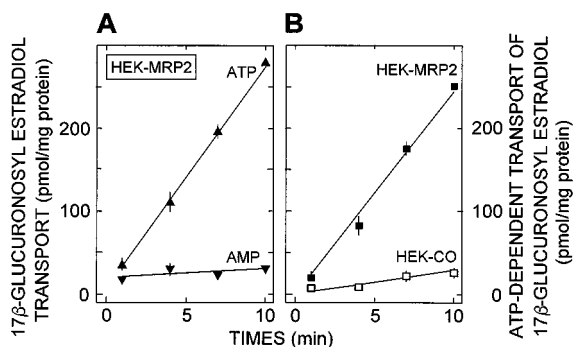 A
B
17β-GLUCURONOSYL ESTRADIOL
TRANSPORT (pmol/mg protein)
HEK-MRP2
ATP
AMP
200
100
0
0
5
10
HEK-MRP2
HEK-CO
0
5
10
200
100
0
TIMES (min)
ATP-DEPENDENT TRANSPORT OF
17β-GLUCURONOSYL ESTRADIOL
(pmol/mg protein)